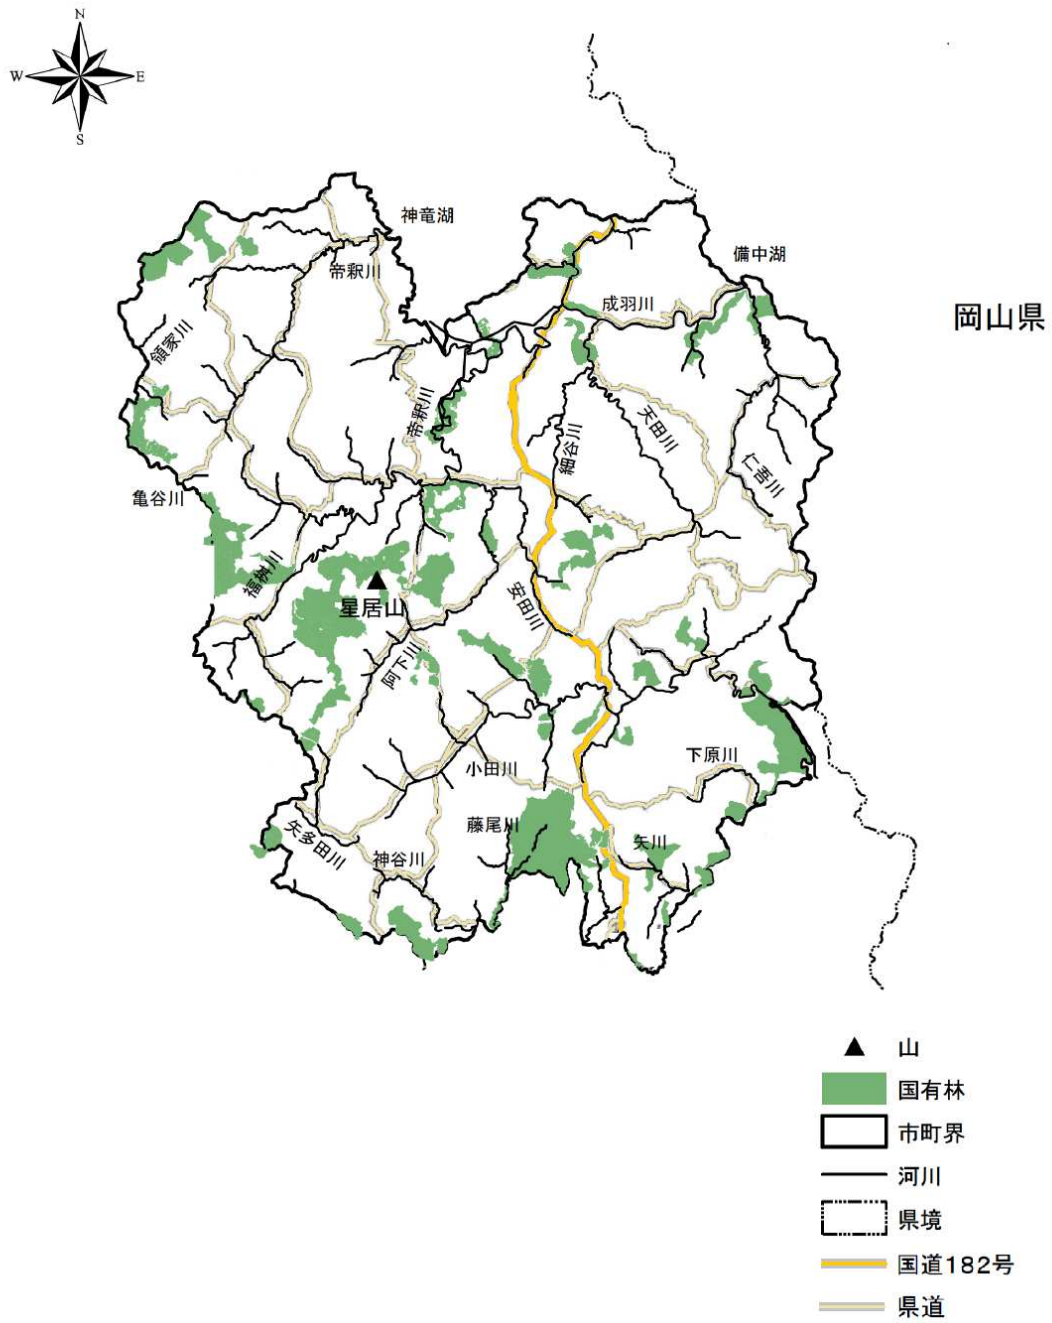 N
W
E
S
神竜湖
備中湖
帝釈川
成羽川
岡山県
領家川
帝釈川
天田川
細谷川
仁吾川
亀谷川
福桝川
星居山
安田川
阿下川
下原川
小田川
藤尾川
矢多田川
矢川
神谷川
山
国有林
市町界
河川
県境
国道182号
県道